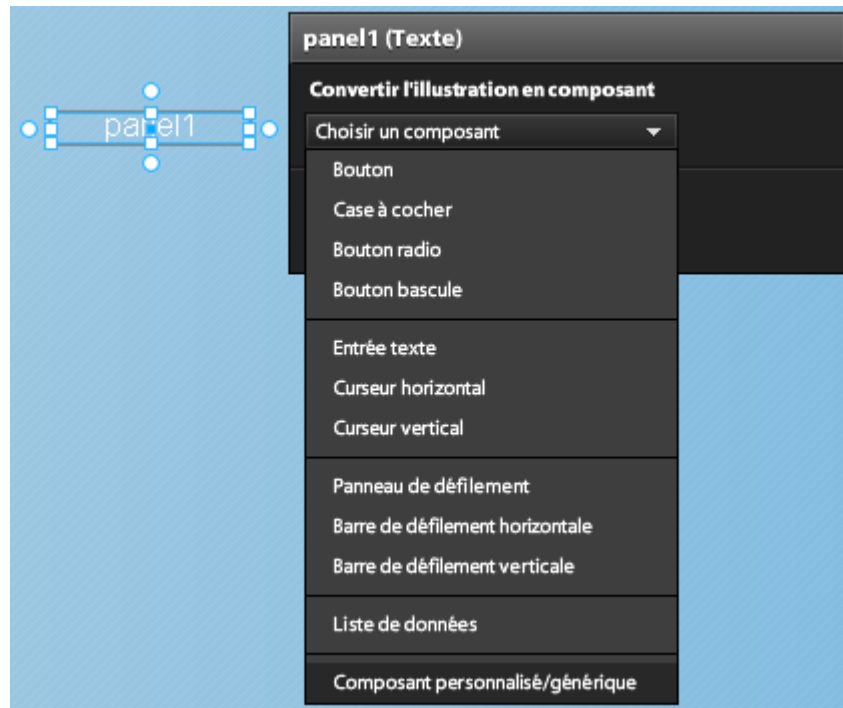 panel1 (Texte)
Convertir l'illustration en composant
panel1
Choisir un composant
Bouton
Case à cocher
Bouton radio
Bouton bascule
Entrée texte
Curseur horizontal
Curseur vertical
Panneau de défilement
Barre de défilement horizontale
Barre de défilement verticale
Liste de données
Composant personnalisé/générique